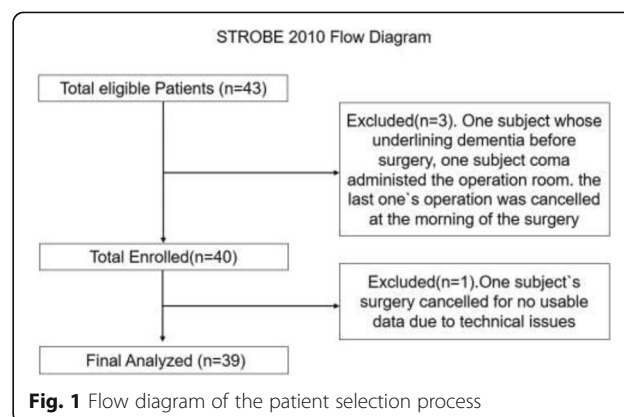 STROBE 2010 Flow Diagram
Total eligible Patients (n=43)
Excluded(n=3). One subject whose
underlining dementia before
surgery, one subject coma
administed the operation room. the
last one`s operation was cancelled
at the morning of the surgery
Total Enrolled(n=40)
Excluded(n=1).One subject`s
surgery cancelled for no usable
data due to technical issues
Final Analyzed (n=39)
Fig. 1 Flow diagram of the patient selection process